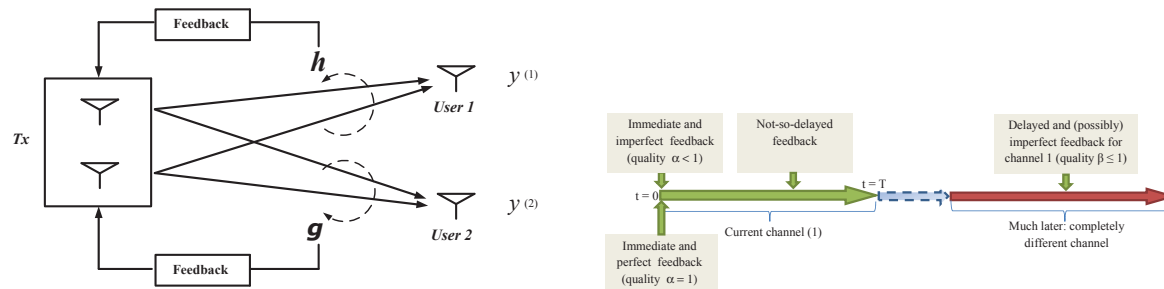 Feedback
h
y (1)
User 1
Tx
y (2)
g
User 2
Feedback
Immediate and
imperfect feedback
(quality α < 1)
Not-so-delayed
feedback
Delayed and (possibly)
imperfect feedback for
channel 1 (quality β ≤ 1)
t = 0
t = T
Current channel (1)
Much later: completely
different channel
Immediate and
perfect feedback
(quality α = 1)